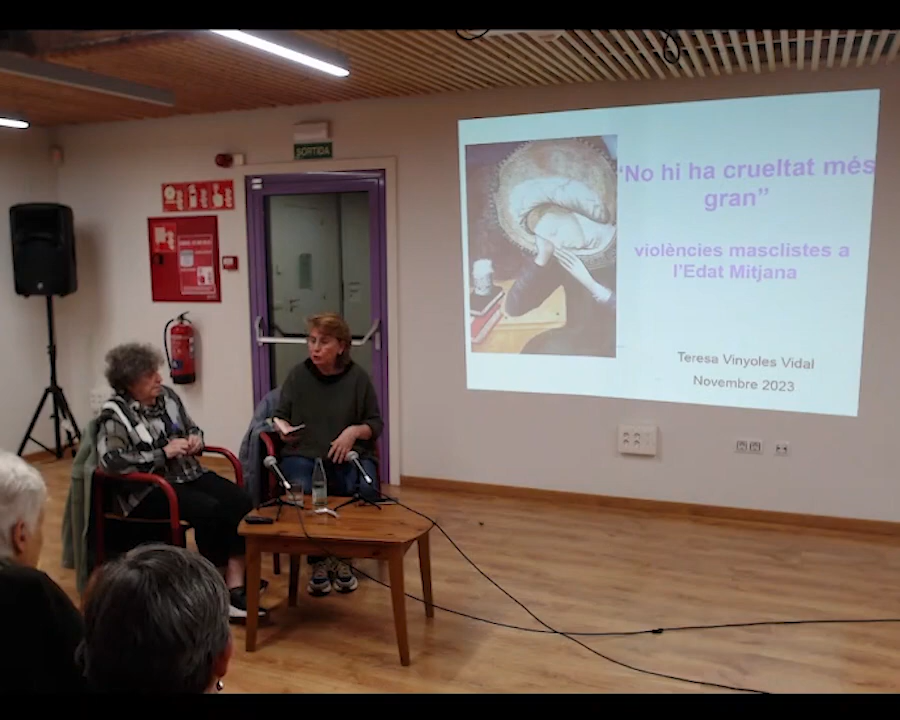 SORTIDA
“No hi ha crueltat més
gran”
violències masclistes a
l’Edat Mitjana
Teresa Vinyoles Vidal
Novembre 2023